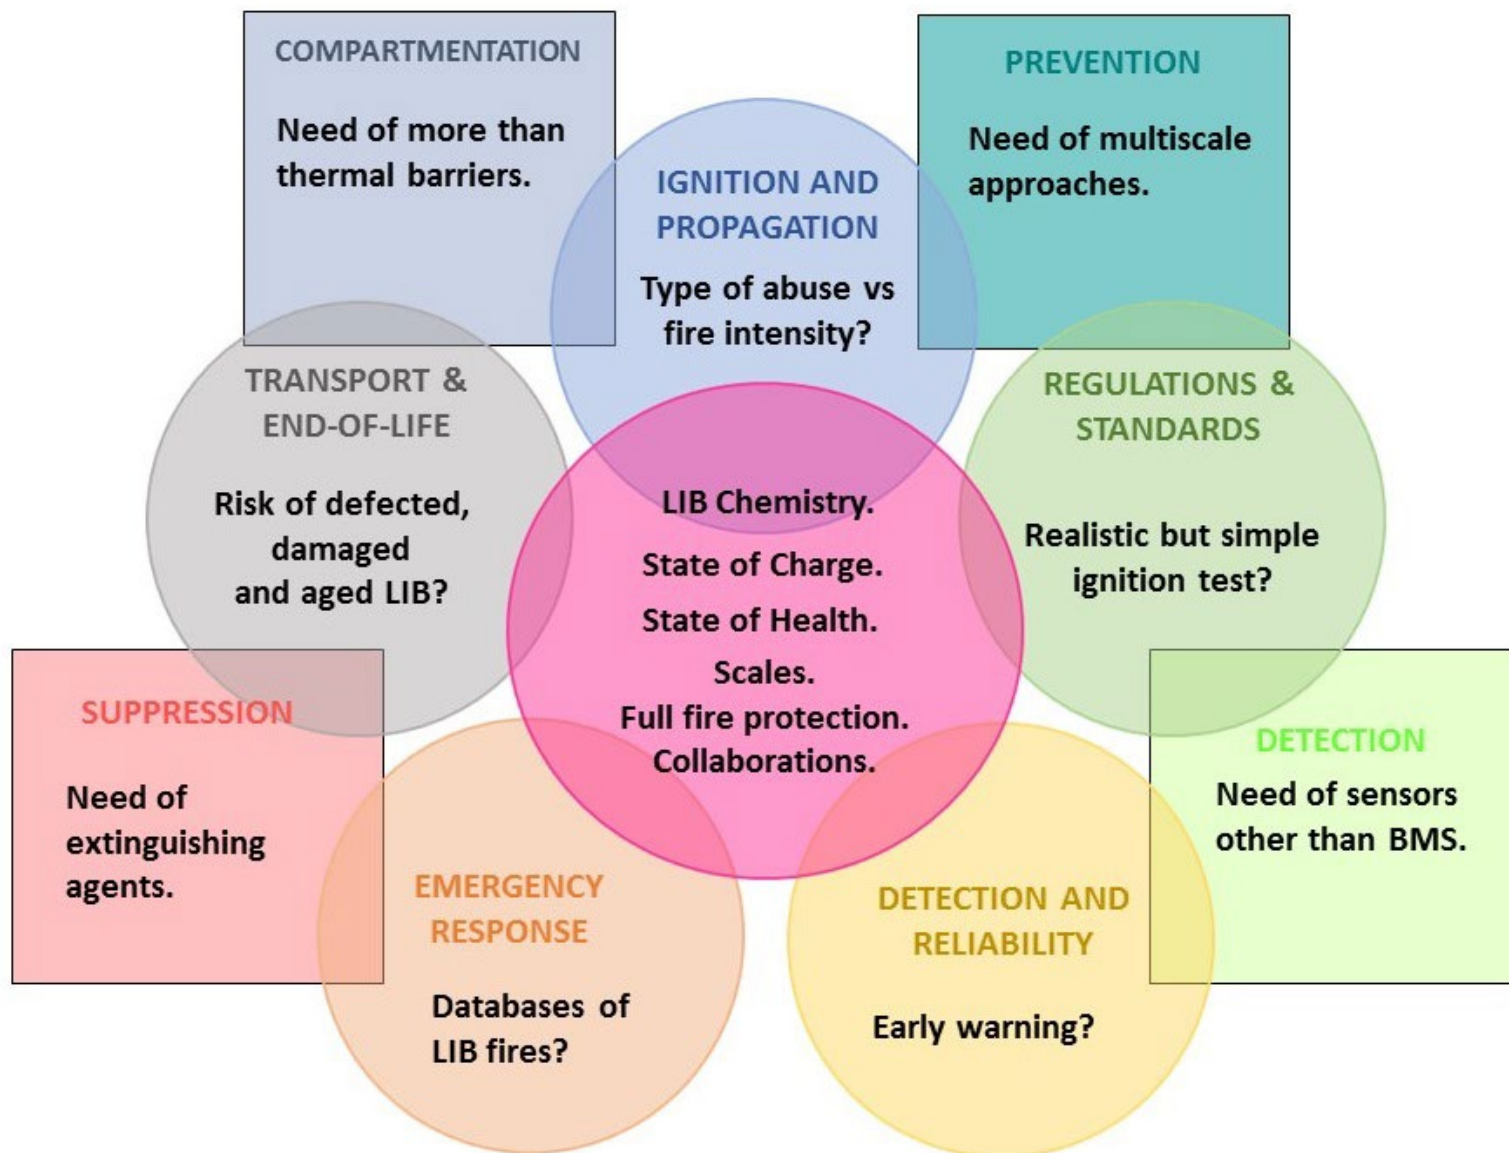 COMPARTMENTATION
Need of more than
thermal barriers.
PREVENTION
Need of multiscale
approaches.
IGNITION AND
PROPAGATION
Type of abuse vs
fire intensity?
TRANSPORT &
END-OF-LIFE
Risk of defected,
damaged
and aged LIB?
REGULATIONS &
STANDARDS
Realistic but simple
ignition test?
LIB Chemistry.
State of Charge.
State of Health.
Scales.
Full fire protection.
Collaborations.
SUPPRESSION
Need of
extinguishing
agents.
DETECTION
Need of sensors
other than BMS.
EMERGENCY
RESPONSE
Databases of
LIB fires?
DETECTION AND
RELIABILITY
Early warning?